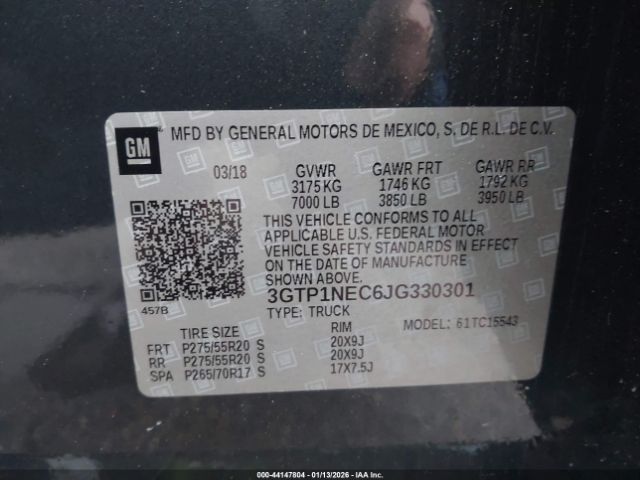 GM
MFD BY GENERAL MOTORS DE MEXICO, S. DE R.L. DE C.V.
03/18 GVWR GAWR FRT GAWR RR
3175 KG 1746 KG 1792 KG
7000 LB 3850 LB 3950 LB
THIS VEHICLE CONFORMS TO ALL
APPLICABLE U.S. FEDERAL MOTOR
VEHICLE SAFETY STANDARDS IN EFFECT
ON THE DATE OF MANUFACTURE
SHOWN ABOVE.
457B
3GTP1NEC6JG330301
TYPE: TRUCK MODEL: 61TC15543
TIRE SIZE RIM
FRT P275/55R20 S 20X9J
RR P275/55R20 S 20X9J
SPA P265/70R17 S 17X7.5J
000-44147804 - 01/13/2026 - IAA Inc.